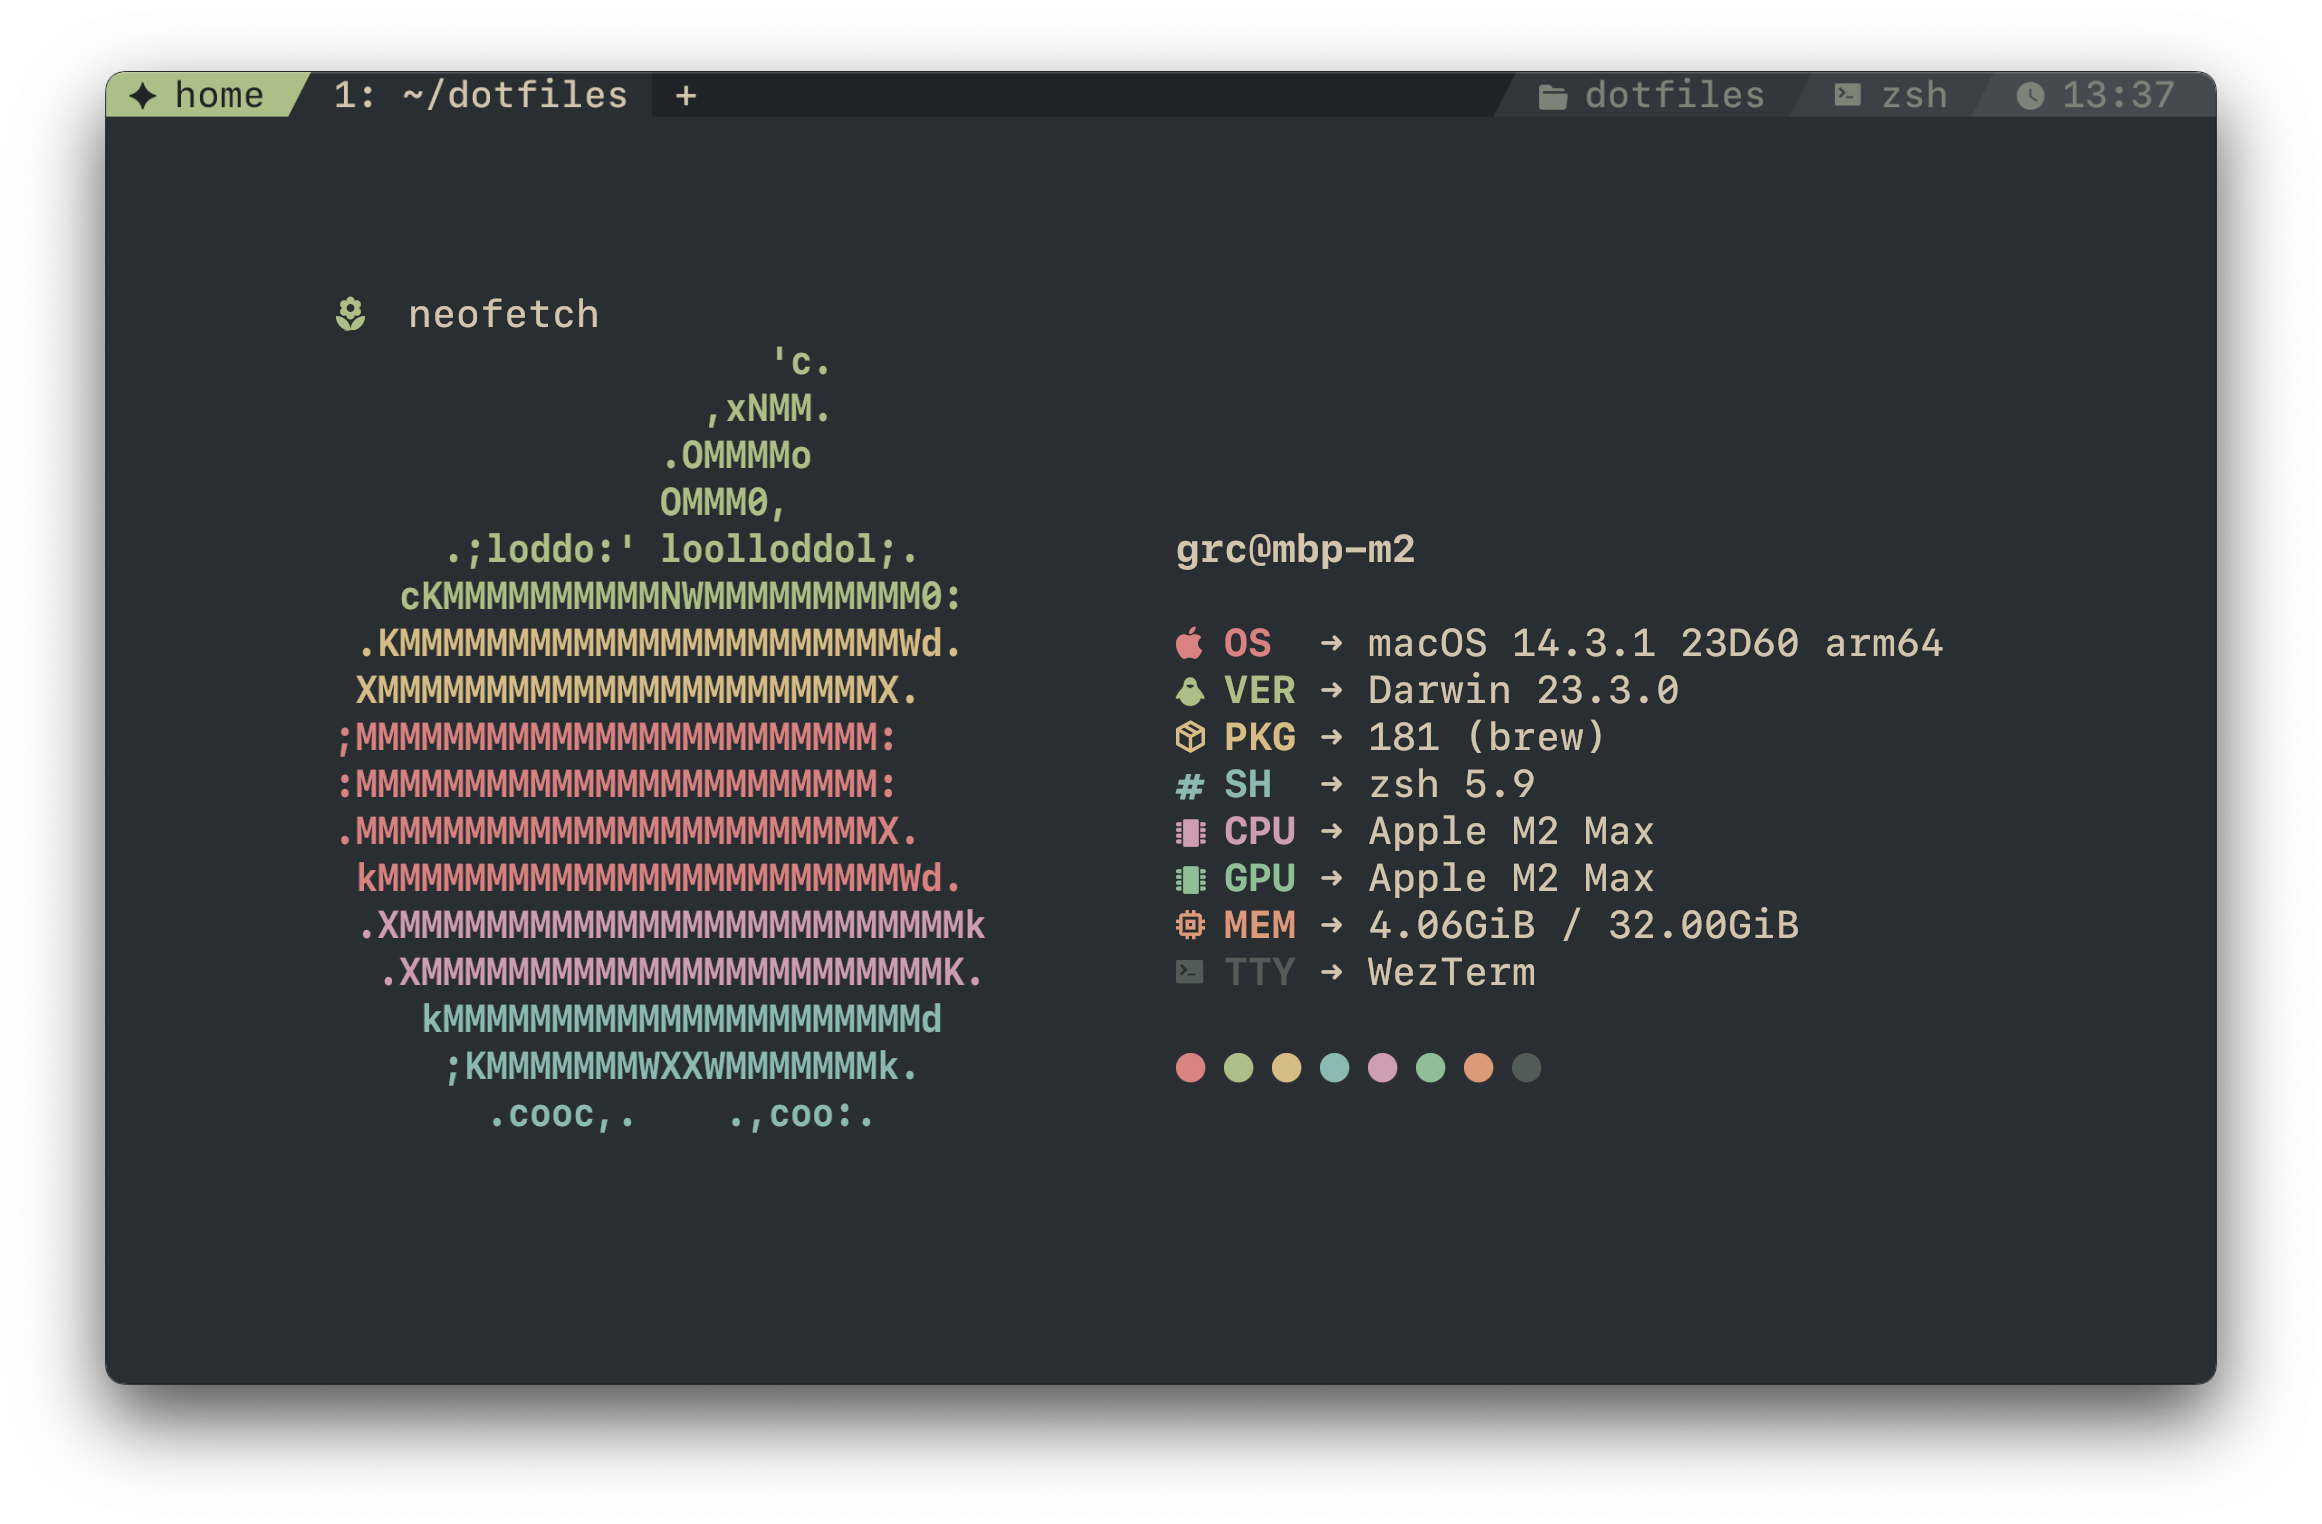 home 1: ~/dotfiles + dotfiles zsh 13:37
neofetch
'c.
,xNMM.
.OMMMMo
OMMM0,
.;loddo:' loolloddol;.
cKMMMMMMMMMMNWMMMMMMMMMM0:
.KMMMMMMMMMMMMMMMMMMMMMMMWd.
XMMMMMMMMMMMMMMMMMMMMMMMX.
;MMMMMMMMMMMMMMMMMMMMMMMM:
:MMMMMMMMMMMMMMMMMMMMMMMM:
.MMMMMMMMMMMMMMMMMMMMMMMMX.
kMMMMMMMMMMMMMMMMMMMMMMMMWd.
.XMMMMMMMMMMMMMMMMMMMMMMMMMMk
.XMMMMMMMMMMMMMMMMMMMMMMMMK.
kMMMMMMMMMMMMMMMMMMMMMMd
;KMMMMMMMWXXWMMMMMMMk.
.cooc,. .,coo:.
grc@mbp-m2
OS → macOS 14.3.1 23D60 arm64
VER → Darwin 23.3.0
PKG → 181 (brew)
# SH → zsh 5.9
CPU → Apple M2 Max
GPU → Apple M2 Max
MEM → 4.06GiB / 32.00GiB
TTY → WezTerm